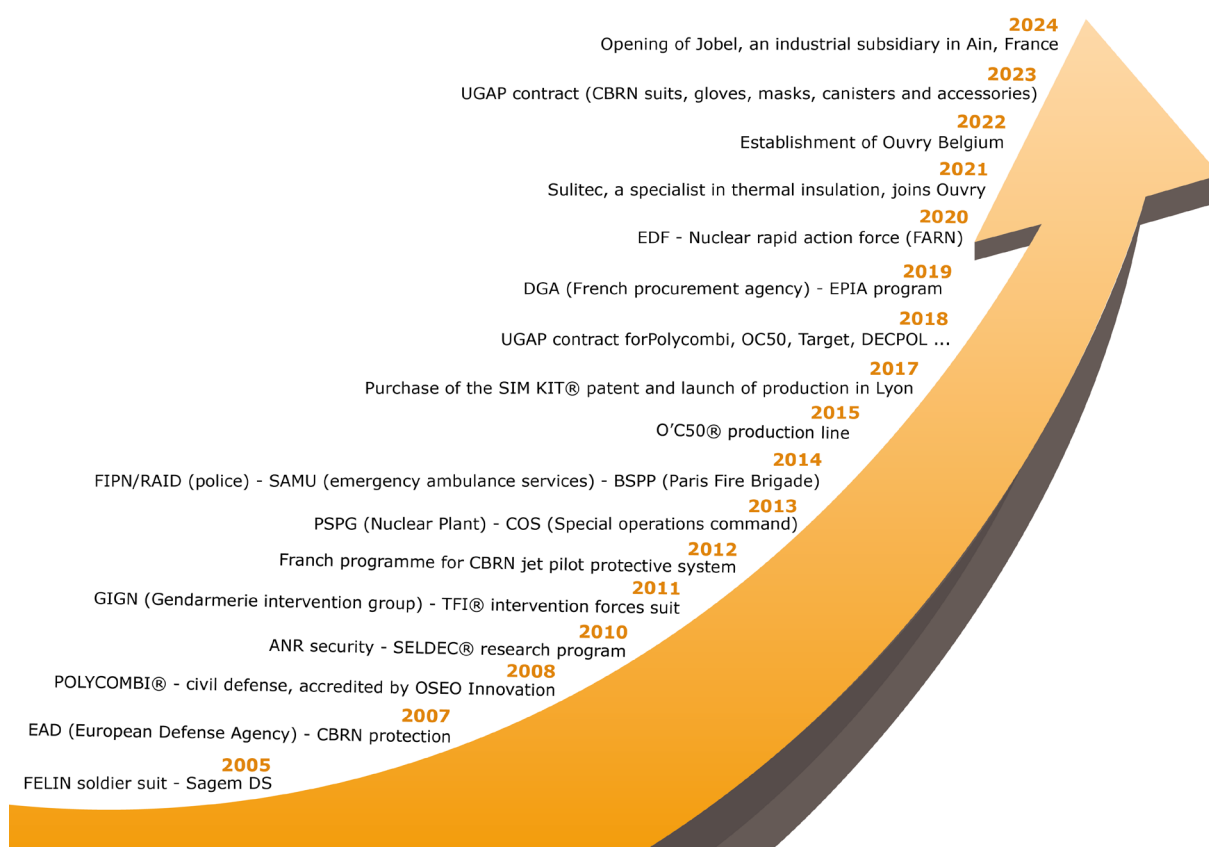 2024
Opening of Jobel, an industrial subsidiary in Ain, France
2023
UGAP contract (CBRN suits, gloves, masks, canisters and accessories)
2022
Establishment of Ouvry Belgium
2021
Sulitec, a specialist in thermal insulation, joins Ouvry
2020
EDF - Nuclear rapid action force (FARN)
2019
DGA (French procurement agency) - EPIA program
2018
UGAP contract forPolycombi, OC50, Target, DECPOL ...
2017
Purchase of the SIM KIT® patent and launch of production in Lyon
2015
O’C50® production line
2014
FIPN/RAID (police) - SAMU (emergency ambulance services) - BSPP (Paris Fire Brigade)
2013
PSPG (Nuclear Plant) - COS (Special operations command)
2012
Franch programme for CBRN jet pilot protective system
2011
GIGN (Gendarmerie intervention group) - TFI® intervention forces suit
2010
ANR security - SELDEC® research program
2008
POLYCOMBI® - civil defense, accredited by OSEO Innovation
2007
EAD (European Defense Agency) - CBRN protection
2005
FELIN soldier suit - Sagem DS